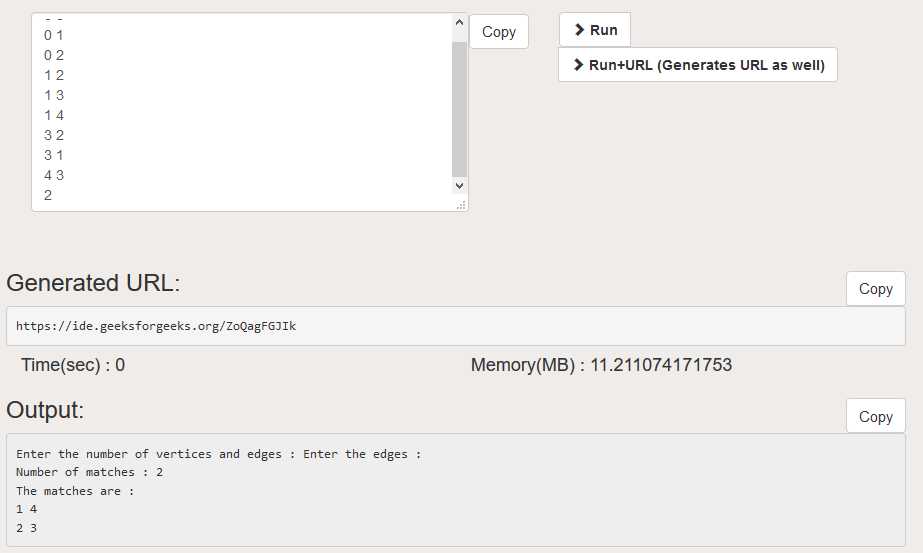 0 1
0 2
1 2
1 3
1 4
3 2
3 1
4 3
2
Copy
Run
Run+URL (Generates URL as well)
Generated URL:
Copy
https://ide.geeksforgeeks.org/ZoQagFGJIk
Time(sec) : 0
Memory(MB) : 11.211074171753
Output:
Copy
Enter the number of vertices and edges : Enter the edges :
Number of matches : 2
The matches are :
1 4
2 3